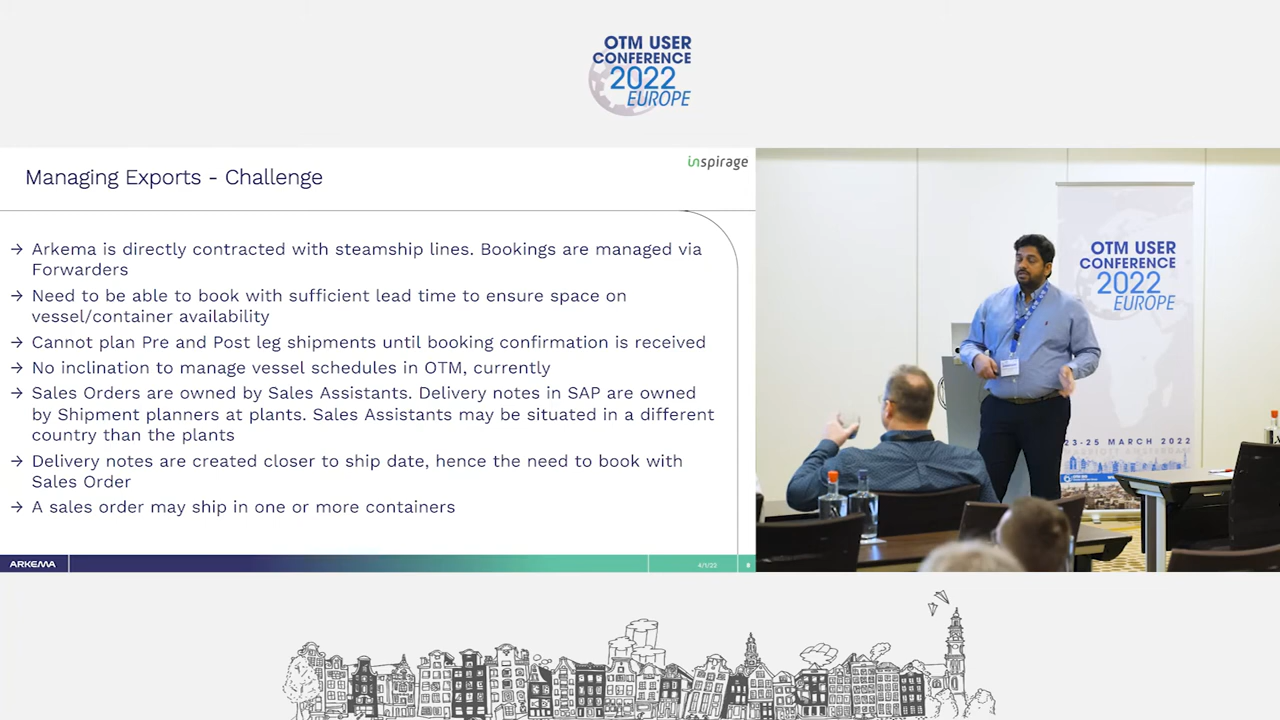 OTM USER
CONFERENCE
2022
EUROPE
inspirage
Managing Exports - Challenge
→ Arkema is directly contracted with steamship lines. Bookings are managed via
Forwarders
→ Need to be able to book with sufficient lead time to ensure space on
vessel/container availability
→ Cannot plan Pre and Post leg shipments until booking confirmation is received
→ No inclination to manage vessel schedules in OTM, currently
→ Sales Orders are owned by Sales Assistants. Delivery notes in SAP are owned
by Shipment planners at plants. Sales Assistants may be situated in a different
country than the plants
→ Delivery notes are created closer to ship date, hence the need to book with
Sales Order
→ A sales order may ship in one or more containers
ARKEMA
4/1/22
8
OTM USER
CONFERENCE
2022
EUROPE
23-25 MARCH 2022